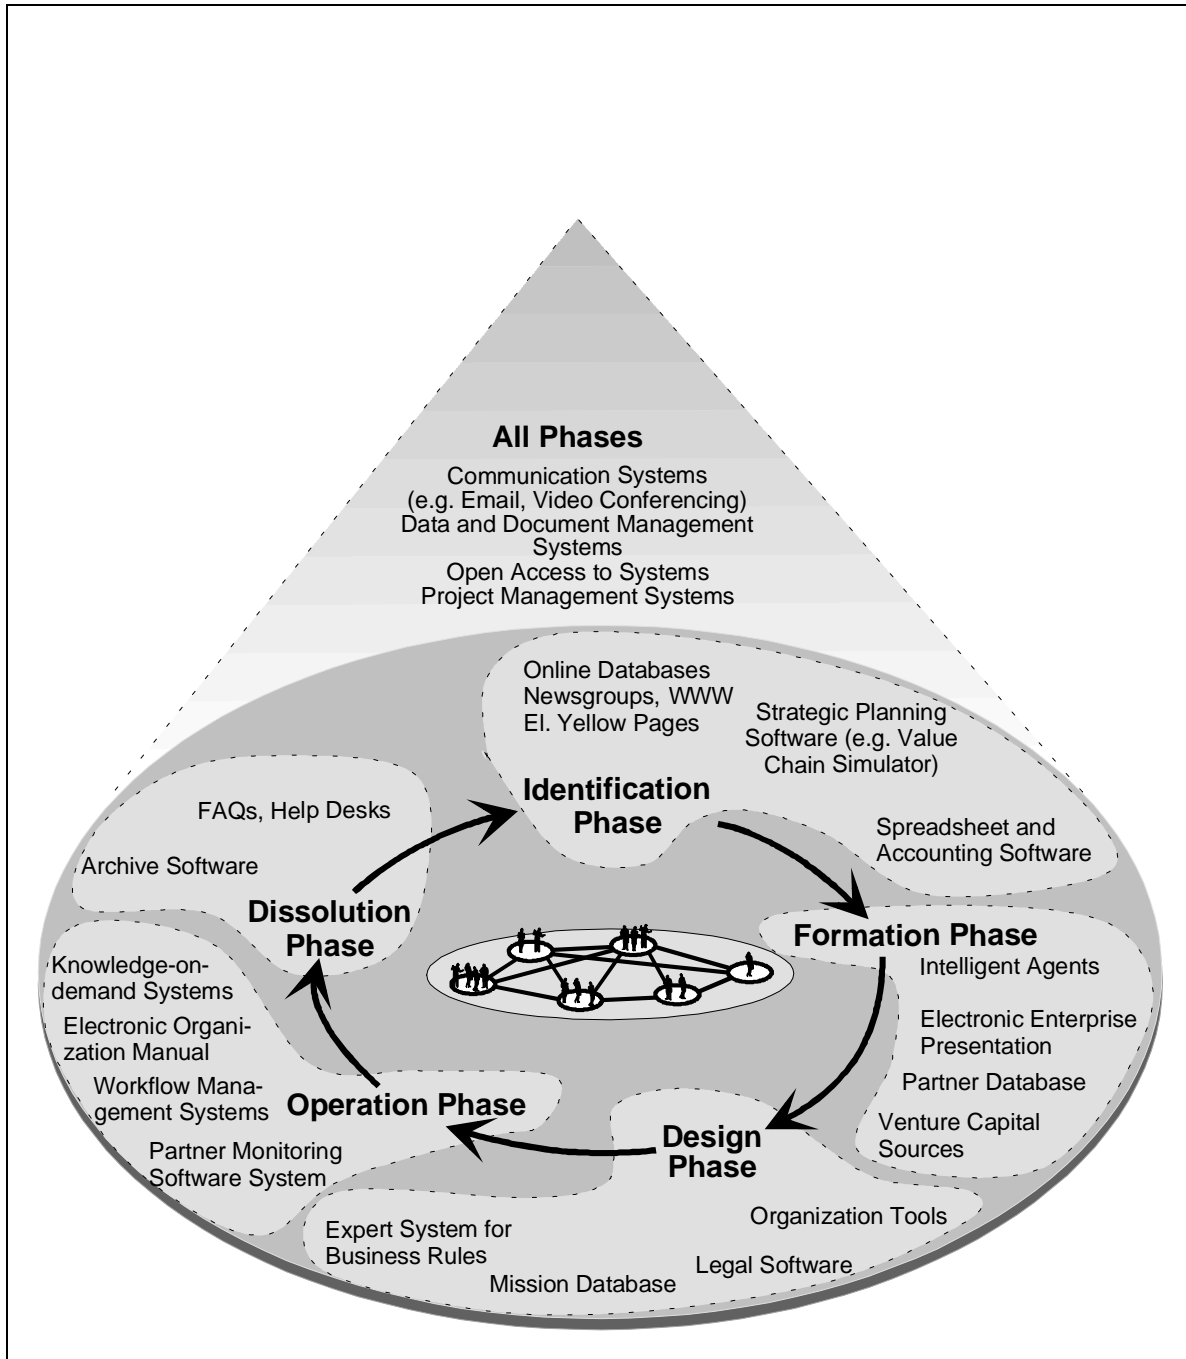 All Phases
Communication Systems
(e.g. Email, Video Conferencing)
Data and Document Management
Systems
Open Access to Systems
Project Management Systems
Online Databases
Newsgroups, WWW
El. Yellow Pages
Strategic Planning
Software (e.g. Value
Chain Simulator)
Identification
Phase
Spreadsheet and
Accounting Software
FAQs, Help Desks
Archive Software
Dissolution
Phase
Formation Phase
Intelligent Agents
Electronic Enterprise
Presentation
Partner Database
Venture Capital
Sources
Knowledge-on-
demand Systems
Electronic Organi-
zation Manual
Workflow Mana-
gement Systems
Operation Phase
Partner Monitoring
Software System
Design
Phase
Organization Tools
Legal Software
Mission Database
Expert System for
Business Rules